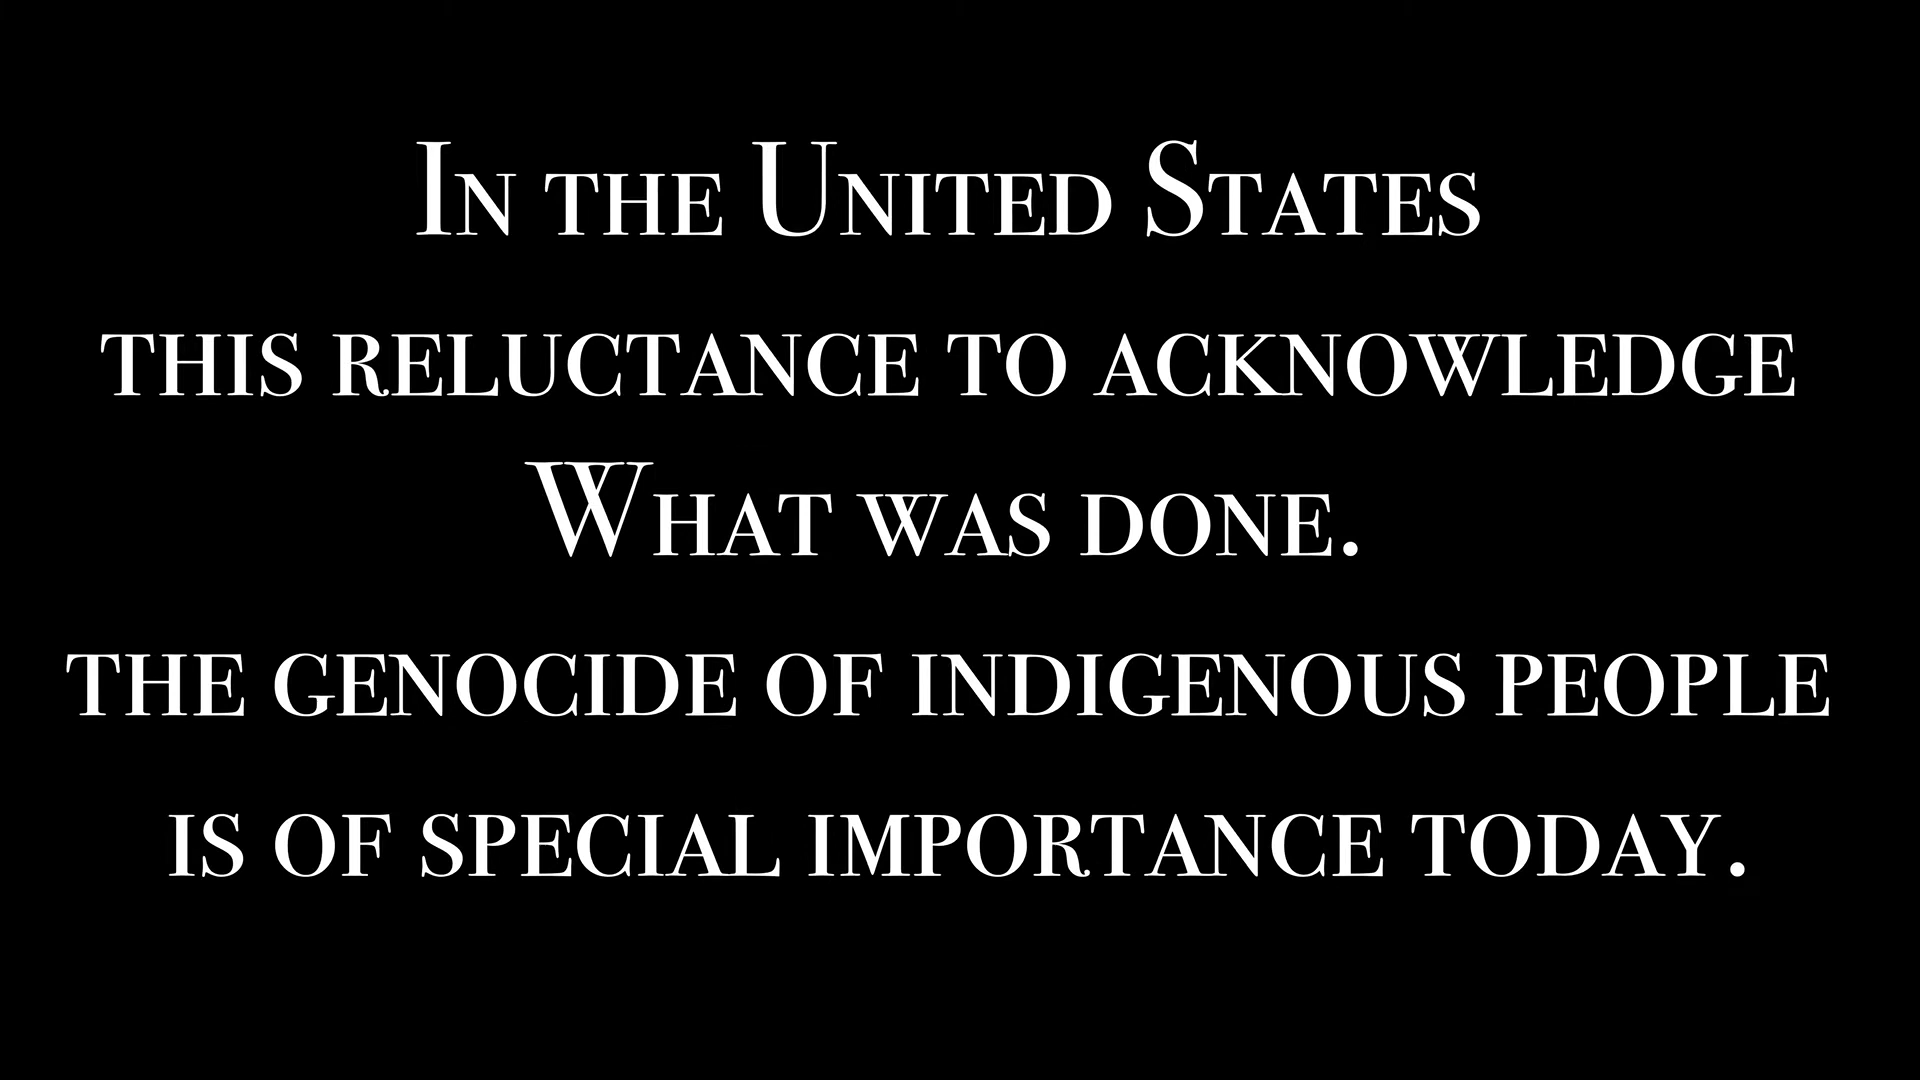 In the United States
this reluctance to acknowledge
What was done.
the genocide of indigenous people
is of special importance today.